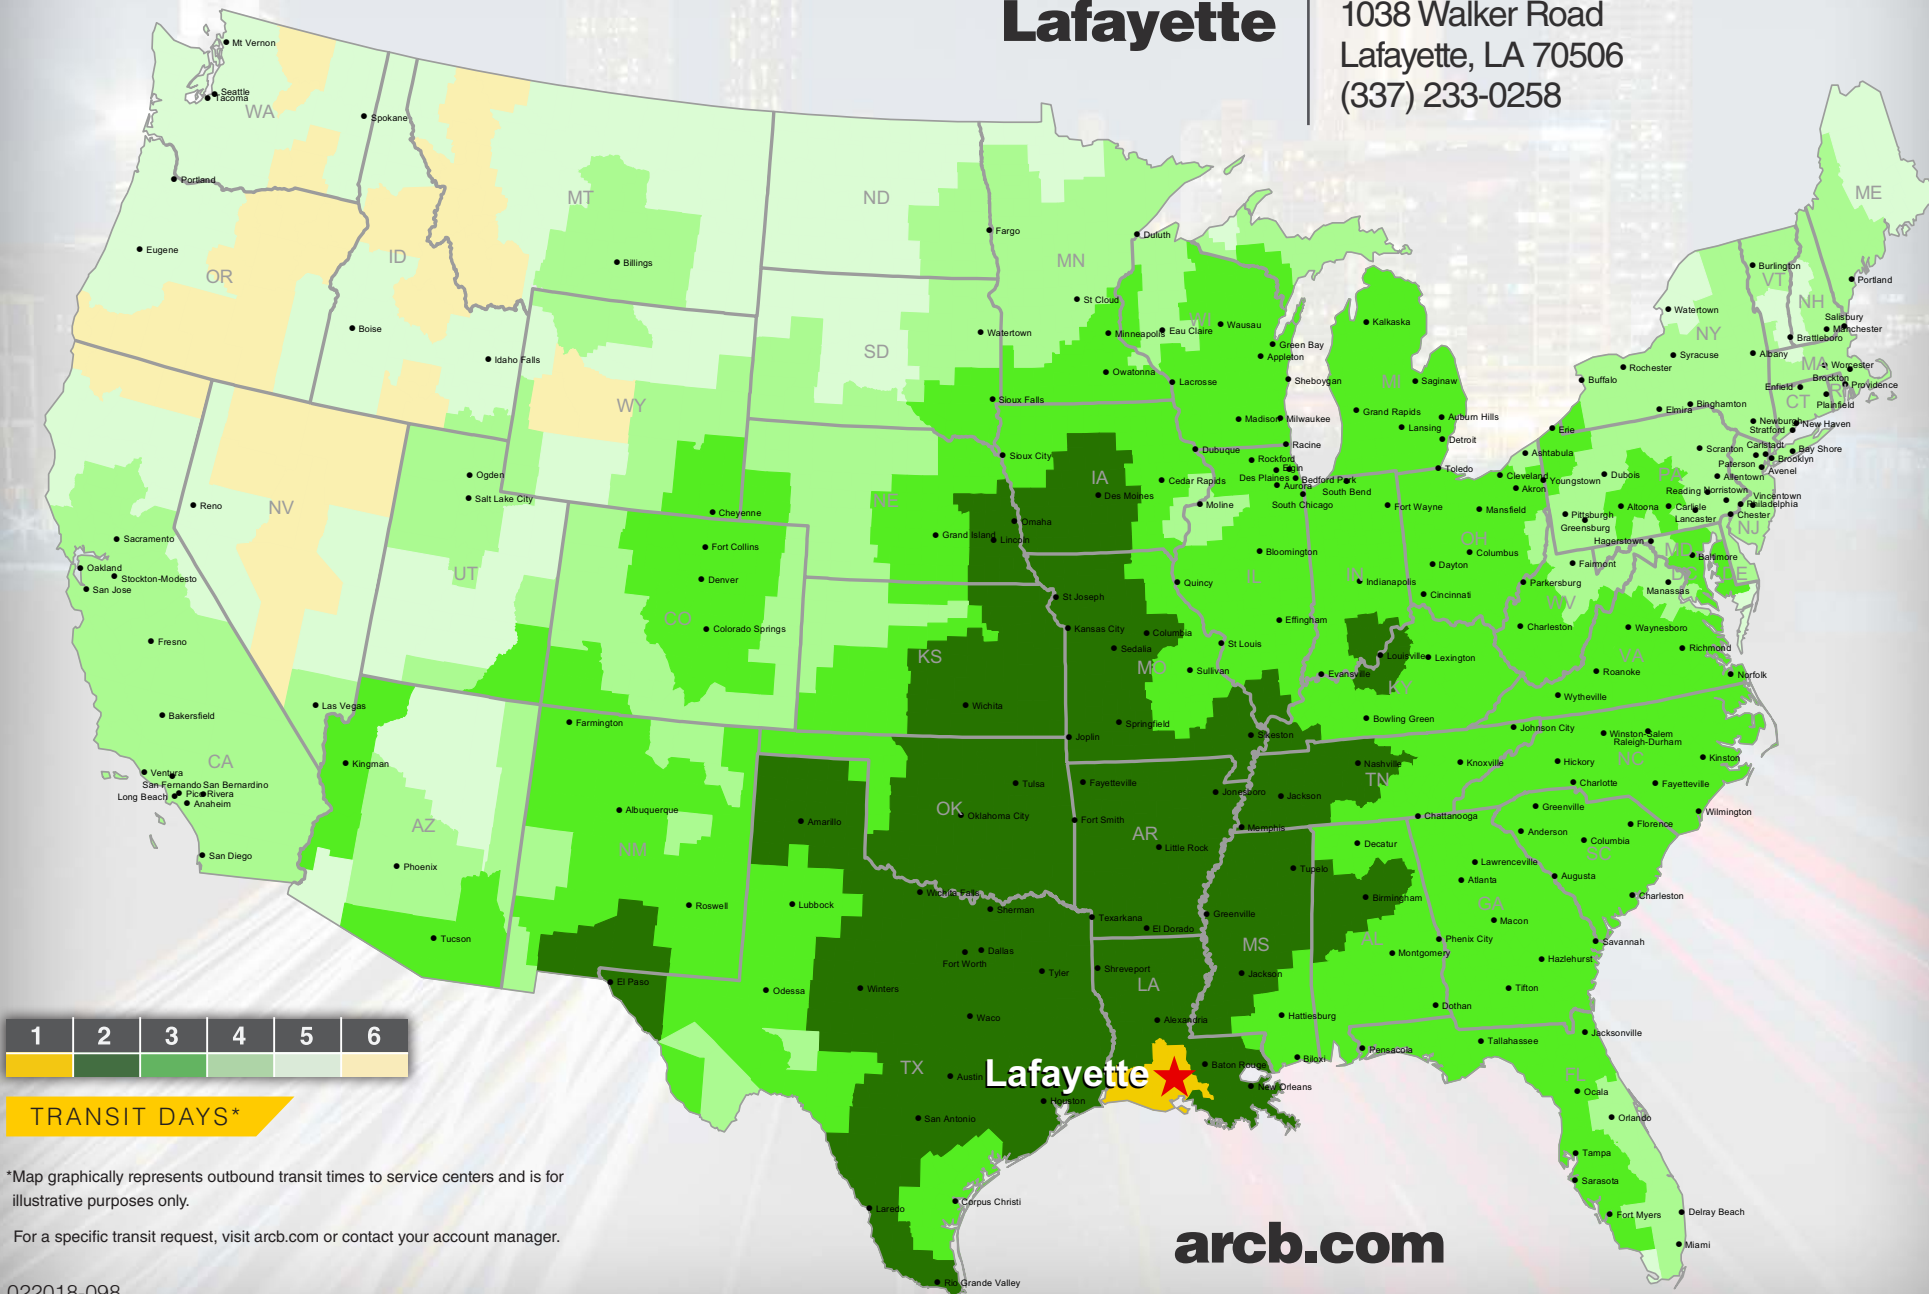 Lafayette
1038 Walker Road
Lafayette, LA 70506
(337) 233-0258
Mt Vernon
Seattle
Tacoma
WA
Spokane
Portland
Eugene
OR
ID
Boise
Idaho Falls
MT
Billings
ND
Fargo
MN
Duluth
St Cloud
Minneapolis
Owatonna
Watertown
SD
Sioux Falls
WY
Cheyenne
Reno
NV
Ogden
Salt Lake City
UT
Sacramento
Oakland
Stockton-Modesto
San Jose
Fresno
Bakersfield
CA
Las Vegas
Ventura
San Fernando
San Bernardino
Long Beach
Pico Rivera
Anaheim
San Diego
Kingman
AZ
Phoenix
Tucson
Fort Collins
Denver
CO
Colorado Springs
Farmington
Albuquerque
NM
Roswell
El Paso
NE
Grand Island
Omaha
Lincoln
Sioux City
IA
Des Moines
Cedar Rapids
Dubuque
WI
Eau Claire
Wausau
Green Bay
Appleton
Lacrosse
Sheboygan
Madison
Milwaukee
Racine
Rockford
Elgin
Des Plaines
Bedford Park
Aurora
South Chicago
Moline
Bloomington
IL
Quincy
Effingham
MI
Kalkaska
Saginaw
Grand Rapids
Lansing
Auburn Hills
Detroit
South Bend
Fort Wayne
IN
Indianapolis
Evansville
Toledo
Cleveland
Akron
Ashtabula
Youngstown
Mansfield
OH
Columbus
Dayton
Cincinnati
KS
Wichita
St Joseph
Kansas City
Columbia
Sedalia
MO
St Louis
Sullivan
Springfield
Joplin
Sikeston
Louisville
Lexington
KY
Bowling Green
Parkersburg
Fairmont
WV
Charleston
Erie
Dubois
PA
Pittsburgh
Greensburg
Altoona
Carlisle
Reading
Norristown
Lancaster
Scranton
Allentown
Philadelphia
Chester
Vincentown
NJ
Hagerstown
MD
Baltimore
DC
DE
Manassas
Buffalo
Rochester
Syracuse
Watertown
NY
Albany
Elmira
Binghamton
Newburgh
Stratford
New Haven
Carlstadt
Paterson
Bay Shore
Brooklyn
Avenel
Burlington
VT
NH
ME
Portland
Salisbury
Manchester
Brattleboro
MA
Worcester
Brockton
Enfield
Providence
CT
RI
Plainfield
Waynesboro
Richmond
VA
Roanoke
Norfolk
Wytheville
Johnson City
Winston-Salem
Raleigh-Durham
NC
Hickory
Kinston
Charlotte
Fayetteville
Wilmington
Greenville
Anderson
Florence
Columbia
SC
Charleston
Nashville
TN
Knoxville
Jackson
Memphis
Chattanooga
OK
Tulsa
Oklahoma City
Fayetteville
Jonesboro
Fort Smith
AR
Little Rock
Texarkana
El Dorado
Amarillo
Lubbock
Wichita Falls
Sherman
Dallas
Fort Worth
Tyler
Odessa
Winters
Waco
TX
Austin
Houston
San Antonio
Corpus Christi
Laredo
Rio Grande Valley
Shreveport
LA
Alexandria
Lafayette
Baton Rouge
New Orleans
Tupelo
Greenville
MS
Jackson
Hattiesburg
Biloxi
Decatur
Birmingham
AL
Montgomery
Dothan
Lawrenceville
Atlanta
Augusta
GA
Macon
Phenix City
Savannah
Hazlehurst
Tifton
Pensacola
Tallahassee
Jacksonville
FL
Ocala
Orlando
Tampa
Sarasota
Fort Myers
Delray Beach
Miami
1 2 3 4 5 6
TRANSIT DAYS*
*Map graphically represents outbound transit times to service centers and is for
illustrative purposes only.
For a specific transit request, visit arcb.com or contact your account manager.
022018-098
arcb.com